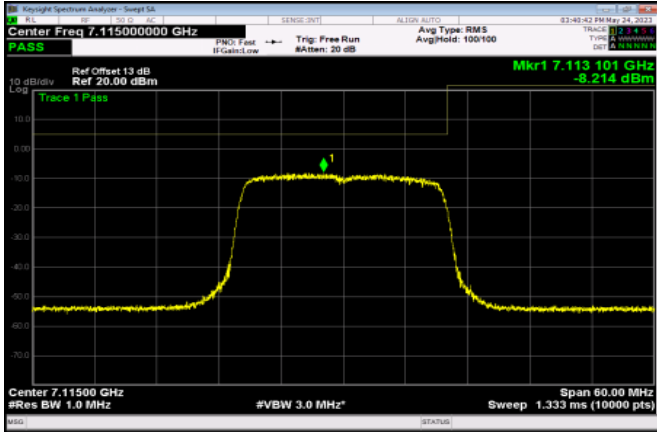 Keysight Spectrum Analyzer - Swept SA
RL RF 50 Ω AC SENSE:INT ALIGN AUTO 03:40:42 PM May 24, 2023
Center Freq 7.115000000 GHz Avg Type: RMS TRACE 1 2 3 4 5 6
PNO: Fast Trig: Free Run Avg|Hold: 100/100 TYPE
PASS IFGain:Low #Atten: 20 dB DET A N N N N N
Mkr1 7.113 101 GHz
Ref Offset 13 dB
10 dB/div Ref 20.00 dBm -8.214 dBm
Log
Trace 1 Pass
10.0
0.00
1
-10.0
-20.0
-30.0
-40.0
-50.0
-60.0
-70.0
Center 7.11500 GHz Span 60.00 MHz
#Res BW 1.0 MHz #VBW 3.0 MHz* Sweep 1.333 ms (10000 pts)
MSG STATUS